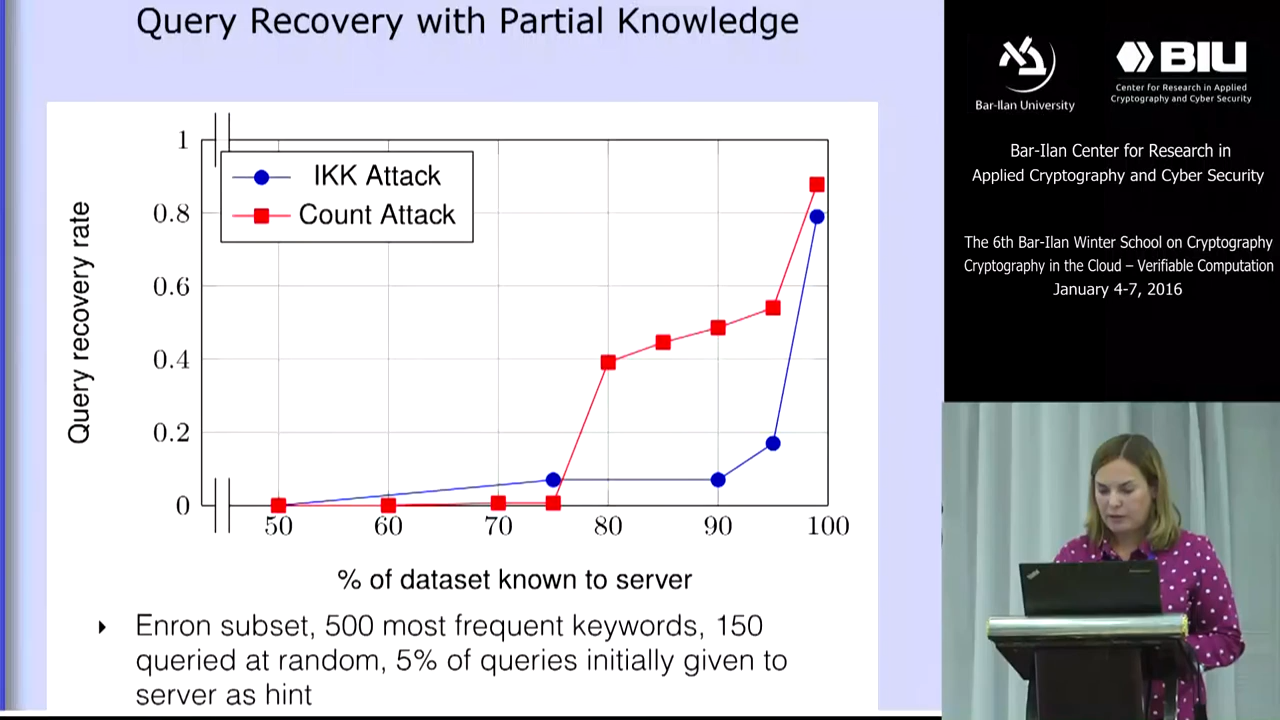 Query Recovery with Partial Knowledge
1
0.8
0.6
0.4
0.2
0
IKK Attack
Count Attack
Query recovery rate
50
60
70
80
90
100
% of dataset known to server
Enron subset, 500 most frequent keywords, 150
queried at random, 5% of queries initially given to
server as hint
Bar-Ilan University
BIU
Center for Research in Applied
Cryptography and Cyber Security
Bar-Ilan Center for Research in
Applied Cryptography and Cyber Security
The 6th Bar-Ilan Winter School on Cryptography
Cryptography in the Cloud – Verifiable Computation
January 4-7, 2016